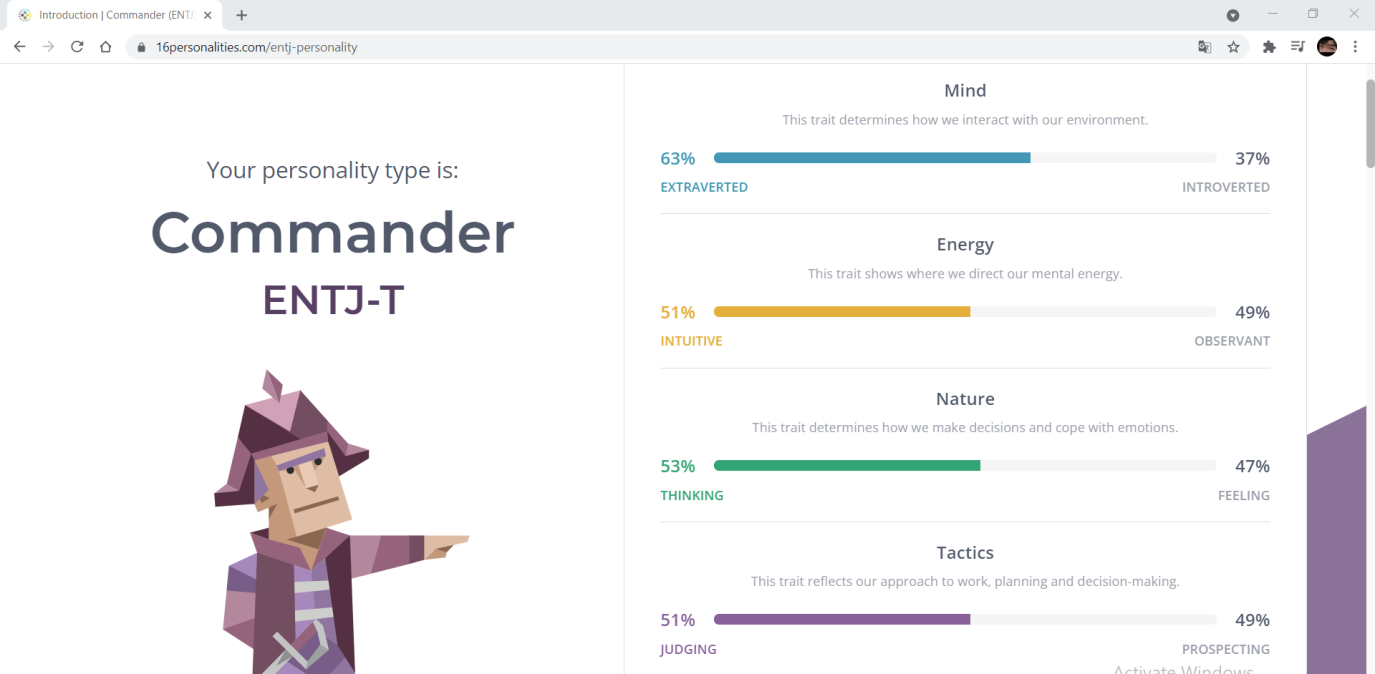 Introduction | Commander (ENTJ
16personalities.com/entj-personality
Your personality type is:
Commander
ENTJ-T
Mind
This trait determines how we interact with our environment.
63% 37%
EXTRAVERTED INTROVERTED
Energy
This trait shows where we direct our mental energy.
51% 49%
INTUITIVE OBSERVANT
Nature
This trait determines how we make decisions and cope with emotions.
53% 47%
THINKING FEELING
Tactics
This trait reflects our approach to work, planning and decision-making.
51% 49%
JUDGING PROSPECTING
Activate Windows